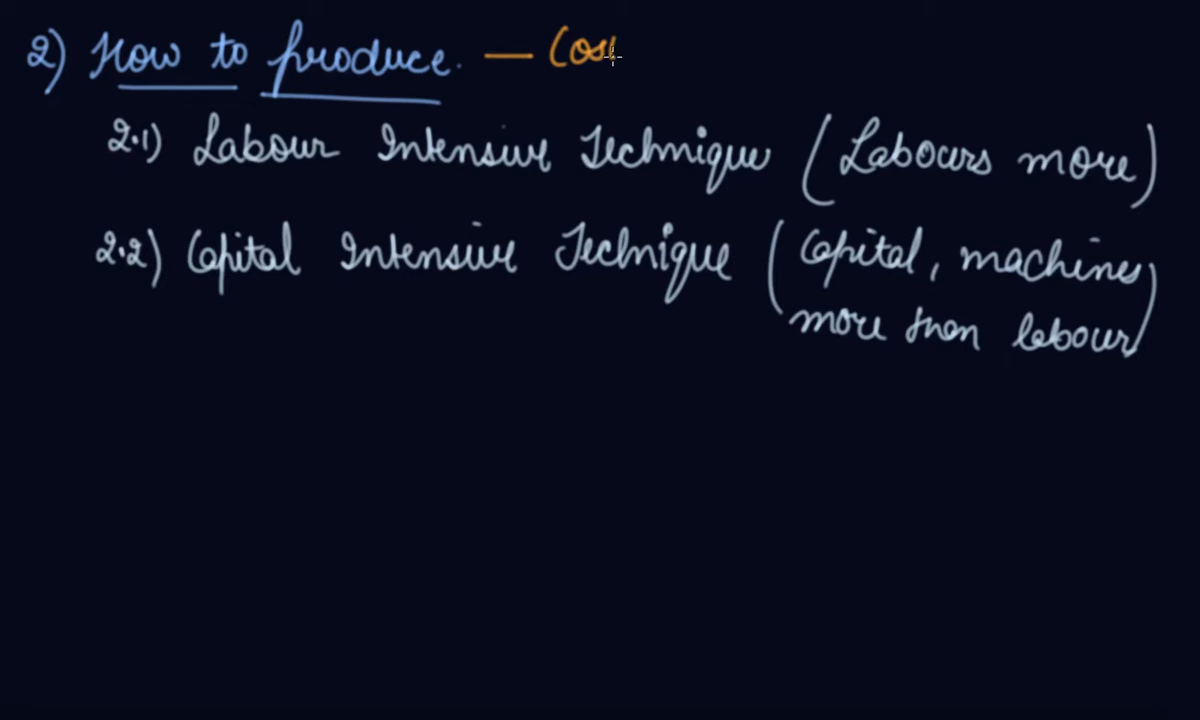 2) How to produce. — Cos
2.1) Labour Intensive Technique (Labours more)
2.2) Capital Intensive Technique (Capital, machines
more than labour)